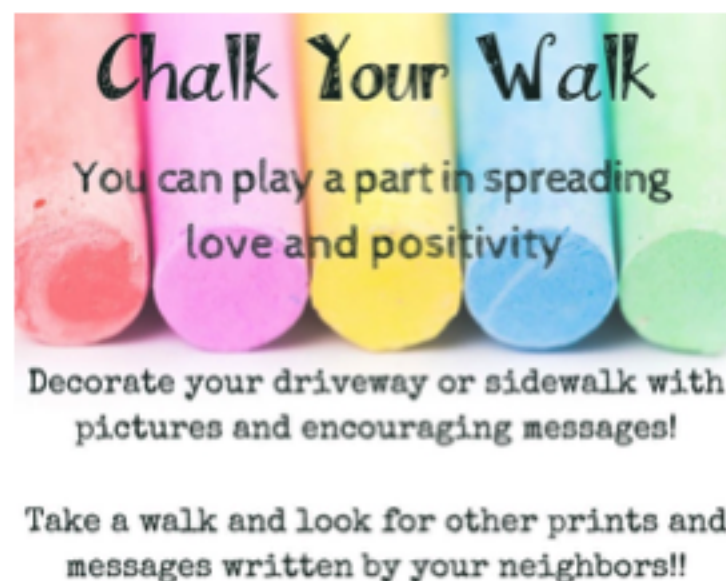 Chalk Your Walk
You can play a part in spreading
love and positivity
Decorate your driveway or sidewalk with
pictures and encouraging messages!
Take a walk and look for other prints and
messages written by your neighbors!!